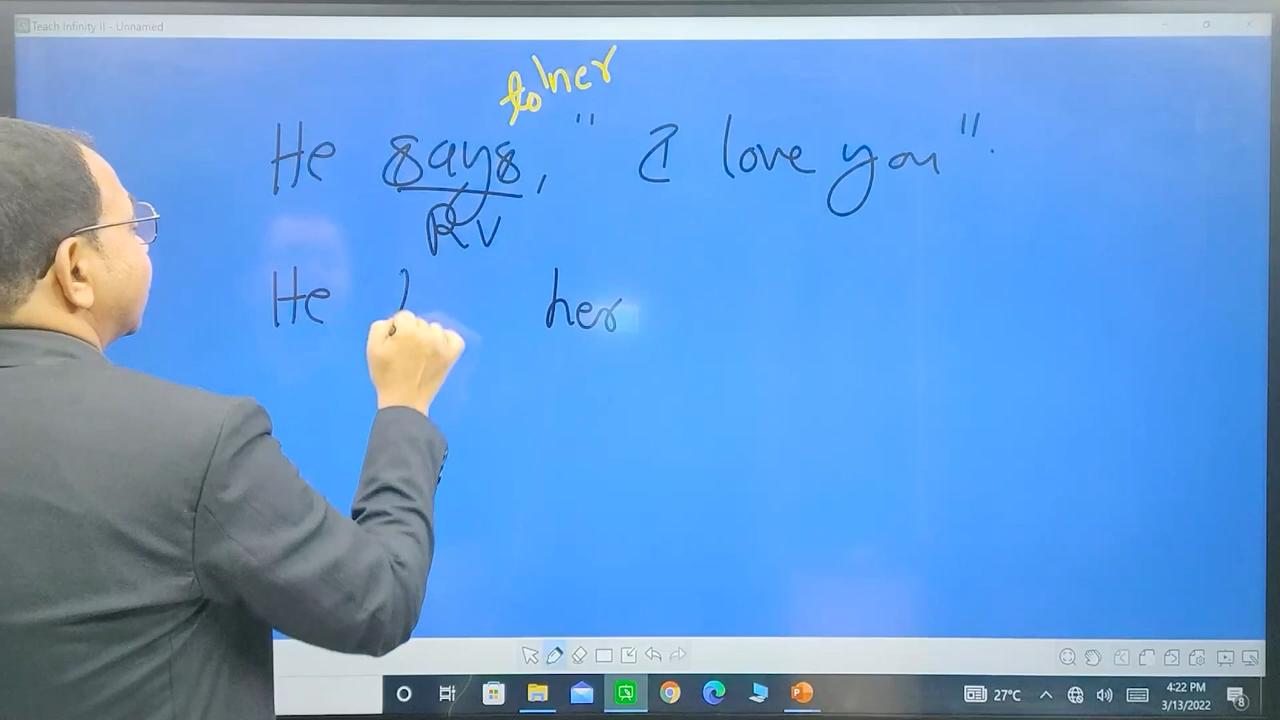 Teach Infinity II - Unnamed
to her
He says, " I love you".
RV
He her
27°C
4:22 PM
3/13/2022
8